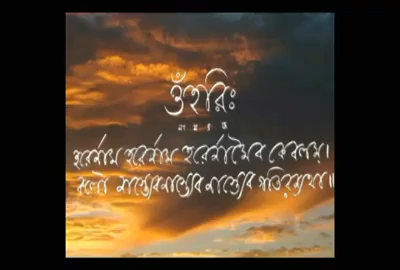 ওঁহরিঃ
হরের্নাম হরের্নাম হরের্নামৈব কেবলম্।
কলৌ নাস্ত্যেব নাস্ত্যেব নাস্ত্যেব গতিরন্যথা॥